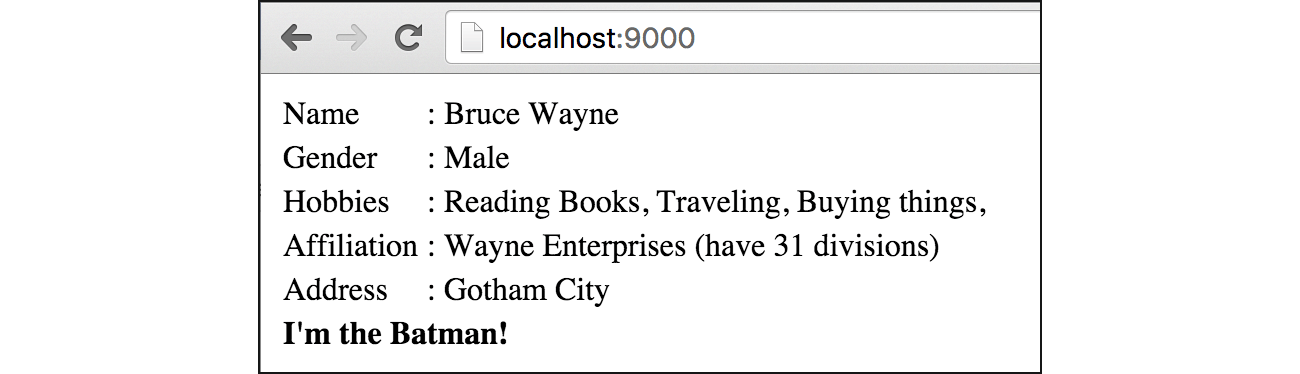 localhost:9000
Name : Bruce Wayne
Gender : Male
Hobbies : Reading Books, Traveling, Buying things,
Affiliation : Wayne Enterprises (have 31 divisions)
Address : Gotham City
I'm the Batman!